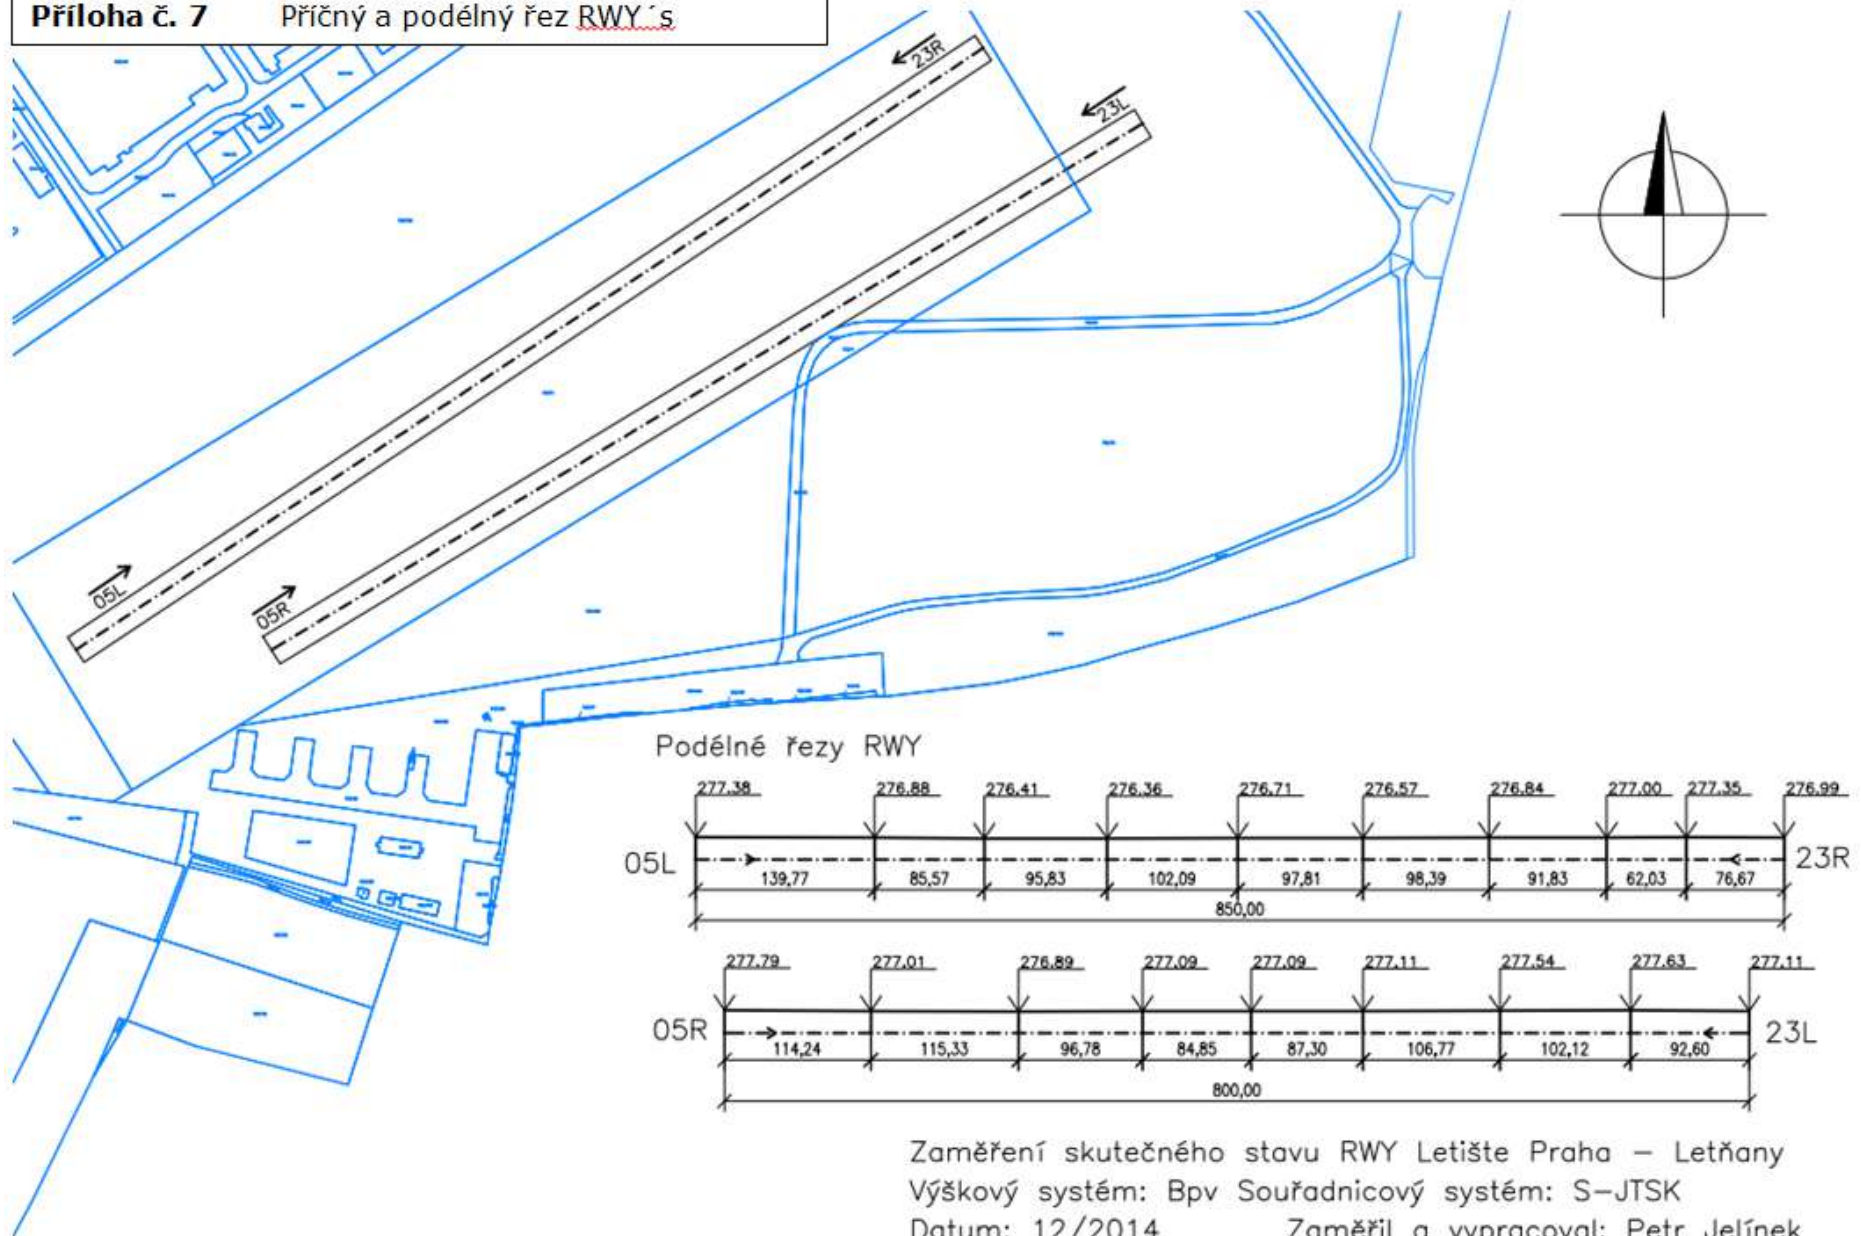 Příloha č. 7 Příčný a podélný řez RWY´s
23R
23L
05L
05R
Podélné řezy RWY
277.38 276.88 276.41 276.36 276.71 276.57 276.84 277.00 277.35 276.99
05L 23R
139,77 85,57 95,83 102,09 97,81 98,39 91,83 62,03 76,67
850,00
277.79 277.01 276.89 277.09 277.09 277.11 277.54 277.63 277.11
05R 23L
114,24 115,33 96,78 84,85 87,30 106,77 102,12 92,60
800,00
Zaměření skutečného stavu RWY Letište Praha – Letňany
Výškový systém: Bpv Souřadnicový systém: S-JTSK
Datum: 12/2014 Zaměřil a vypracoval: Petr Jelínek